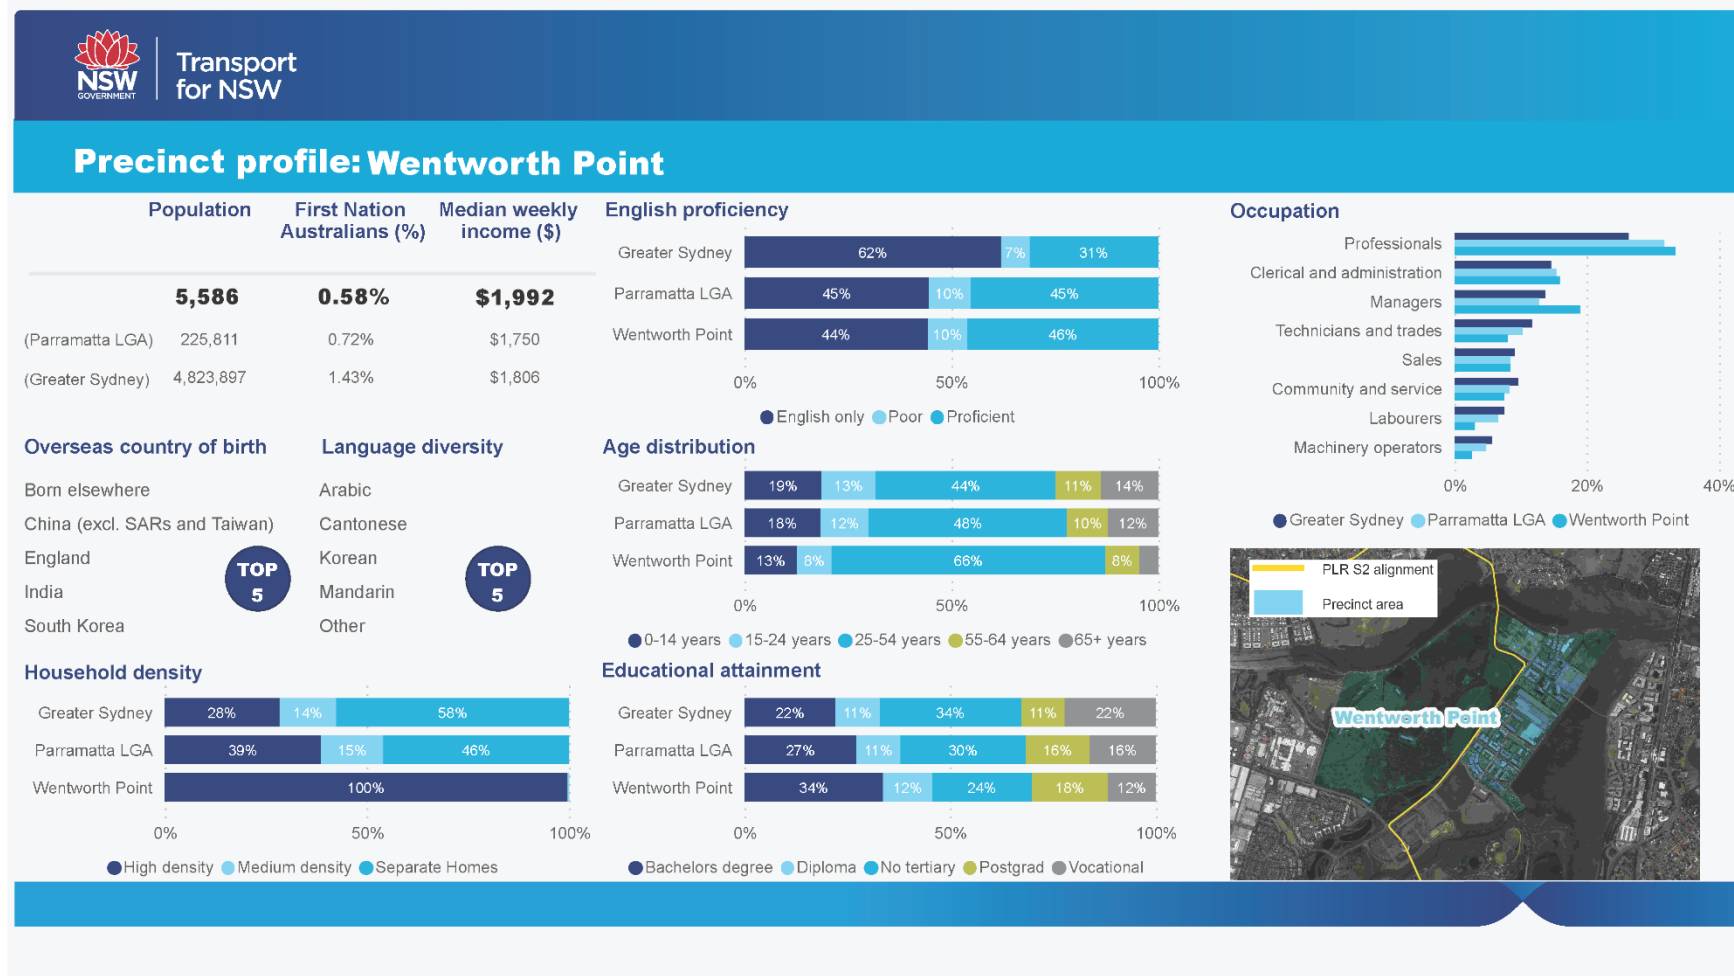 NSW
GOVERNMENT
Transport
for NSW
Precinct profile: Wentworth Point
Population
First Nation
Australians (%)
Median weekly
income ($)
5,586 0.58% $1,992
(Parramatta LGA) 225,811 0.72% $1,750
(Greater Sydney) 4,823,897 1.43% $1,806
Overseas country of birth
Born elsewhere
China (excl. SARs and Taiwan)
England
India
South Korea
TOP
5
Language diversity
Arabic
Cantonese
Korean
Mandarin
Other
TOP
5
Household density
Greater Sydney 28% 14% 58%
Parramatta LGA 39% 15% 46%
Wentworth Point 100%
0% 50% 100%
High density Medium density Separate Homes
English proficiency
Greater Sydney 62% 7% 31%
Parramatta LGA 45% 10% 45%
Wentworth Point 44% 10% 46%
0% 50% 100%
English only Poor Proficient
Age distribution
Greater Sydney 19% 13% 44% 11% 14%
Parramatta LGA 18% 12% 48% 10% 12%
Wentworth Point 13% 8% 66% 8%
0% 50% 100%
0-14 years 15-24 years 25-54 years 55-64 years 65+ years
Educational attainment
Greater Sydney 22% 11% 34% 11% 22%
Parramatta LGA 27% 11% 30% 16% 16%
Wentworth Point 34% 12% 24% 18% 12%
0% 50% 100%
Bachelors degree Diploma No tertiary Postgrad Vocational
Occupation
Professionals
Clerical and administration
Managers
Technicians and trades
Sales
Community and service
Labourers
Machinery operators
0% 20% 40%
Greater Sydney Parramatta LGA Wentworth Point
PLR S2 alignment
Precinct area
Wentworth Point